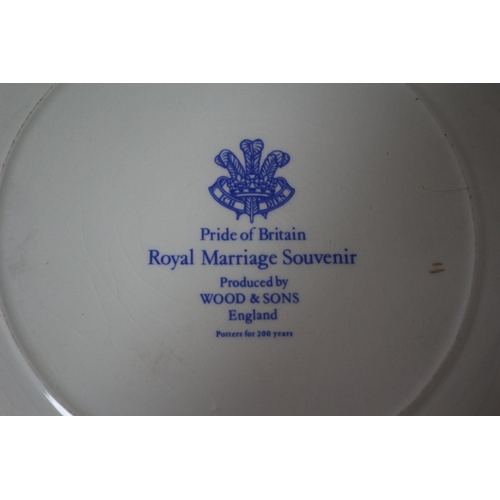 ICH DIEN
Pride of Britain
Royal Marriage Souvenir
Produced by
WOOD & SONS
England
Potters for 200 years